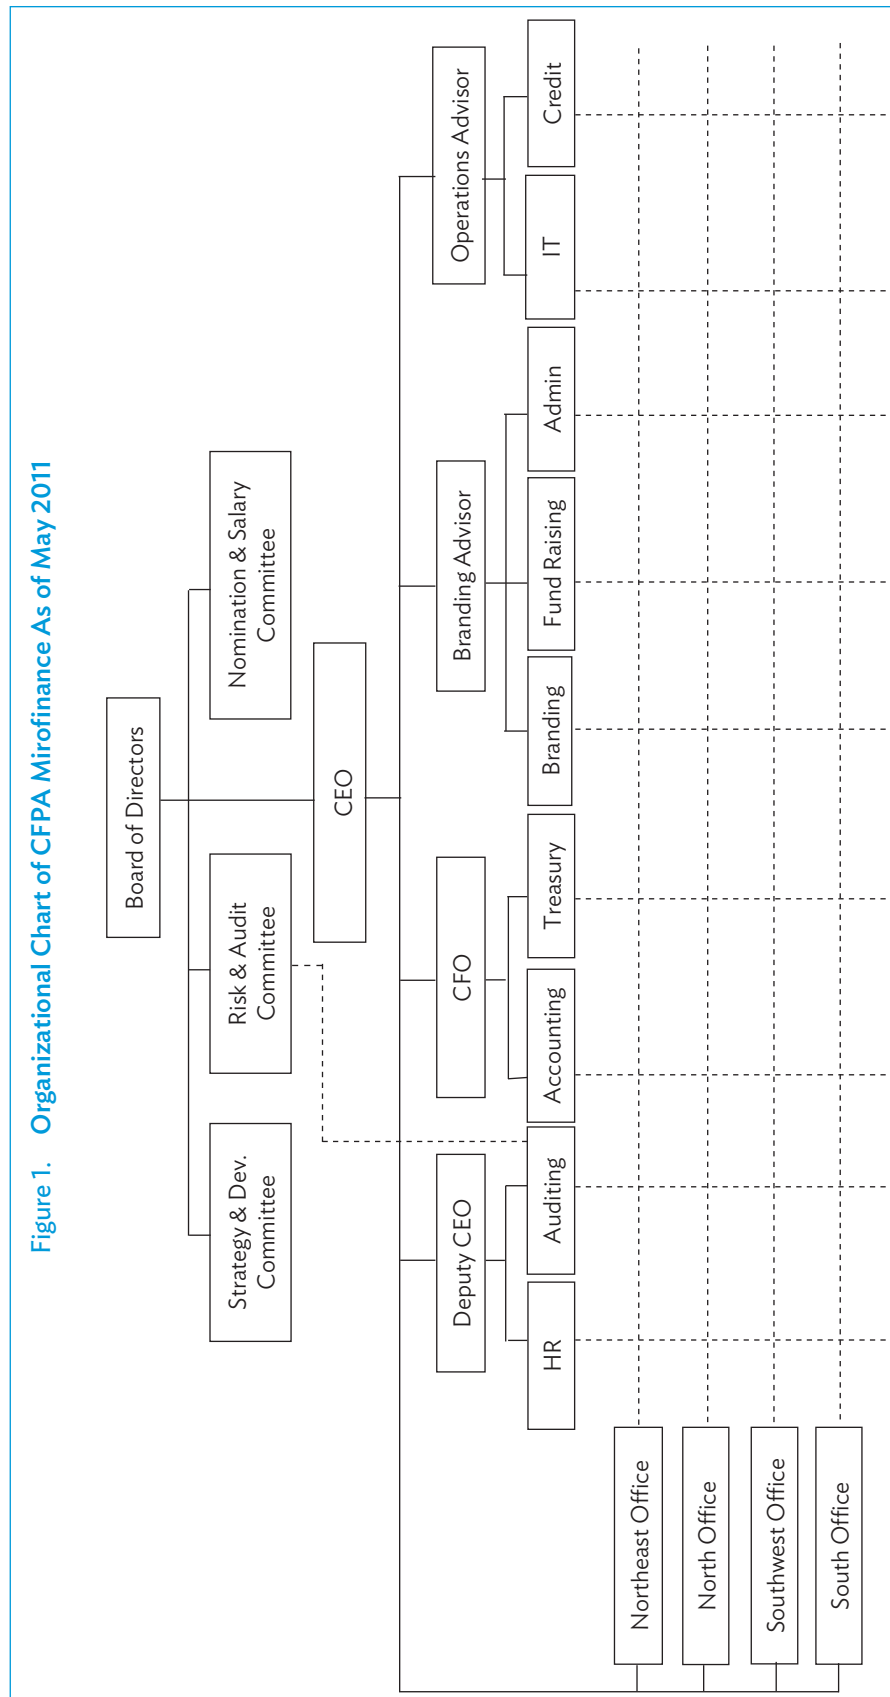 Figure 1. Organizational Chart of CFPA Mirofinance As of May 2011
Board of Directors
Strategy & Dev.
Committee
Risk & Audit
Committee
Nomination & Salary
Committee
CEO
Deputy CEO
CFO
Branding Advisor
Operations Advisor
HR
Auditing
Accounting
Treasury
Branding
Fund Raising
Admin
IT
Credit
Northeast Office
North Office
Southwest Office
South Office